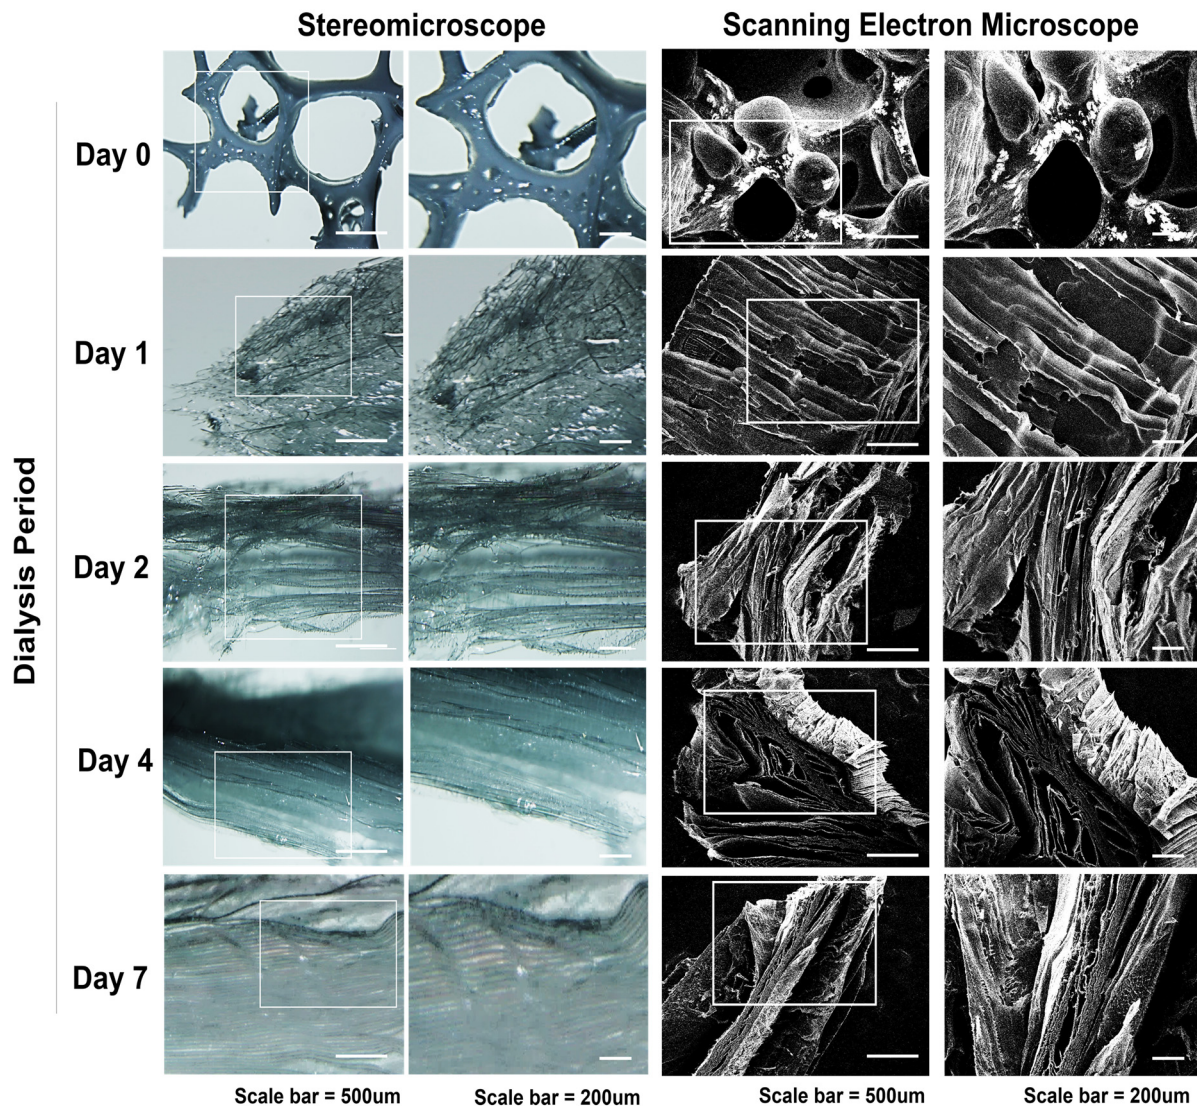 Stereomicroscope
Scanning Electron Microscope
Dialysis Period
Day 0
Day 1
Day 2
Day 4
Day 7
Scale bar = 500um
Scale bar = 200um
Scale bar = 500um
Scale bar = 200um